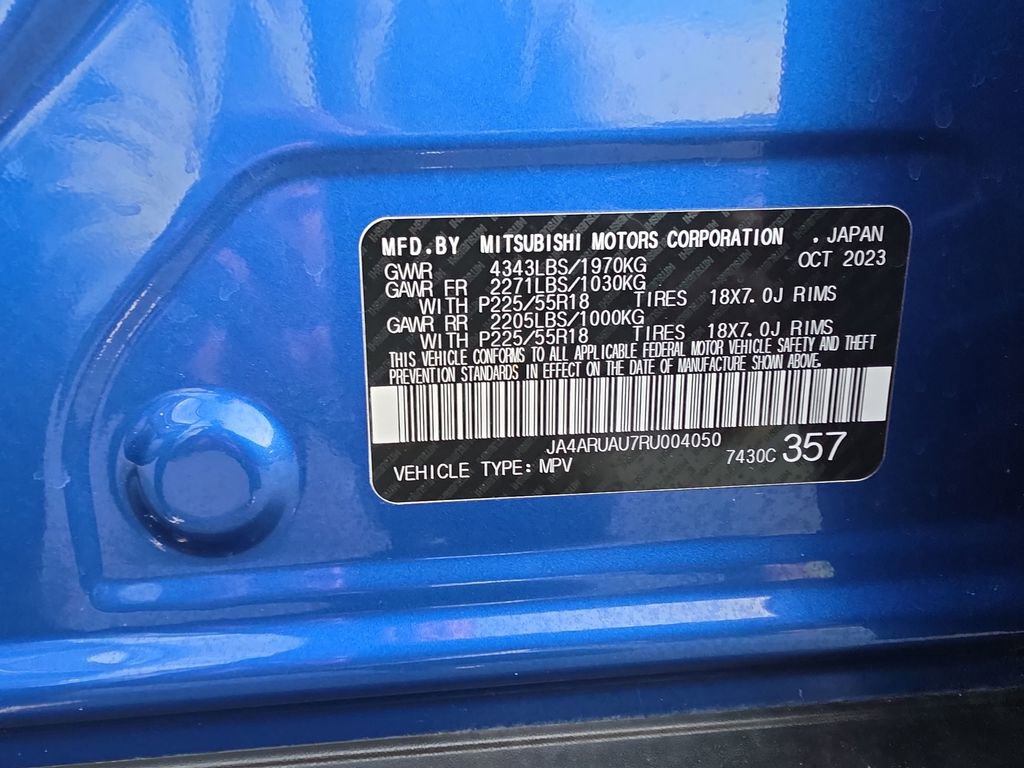 MFD.BY MITSUBISHI MOTORS CORPORATION . JAPAN
OCT 2023
GWWR 4343LBS/1970KG
GAWR FR 2271LBS/1030KG
WITH P225/55R18 TIRES 18X7.0J RIMS
GAWR RR 2205LBS/1000KG
WITH P225/55R18 TIRES 18X7.0J RIMS
THIS VEHICLE CONFORMS TO ALL APPLICABLE FEDERAL MOTOR VEHICLE SAFETY AND THEFT
PREVENTION STANDARDS IN EFFECT ON THE DATE OF MANUFACTURE SHOWN ABOVE.
JA4ARUAU7RU004050
VEHICLE TYPE: MPV 7430C 357